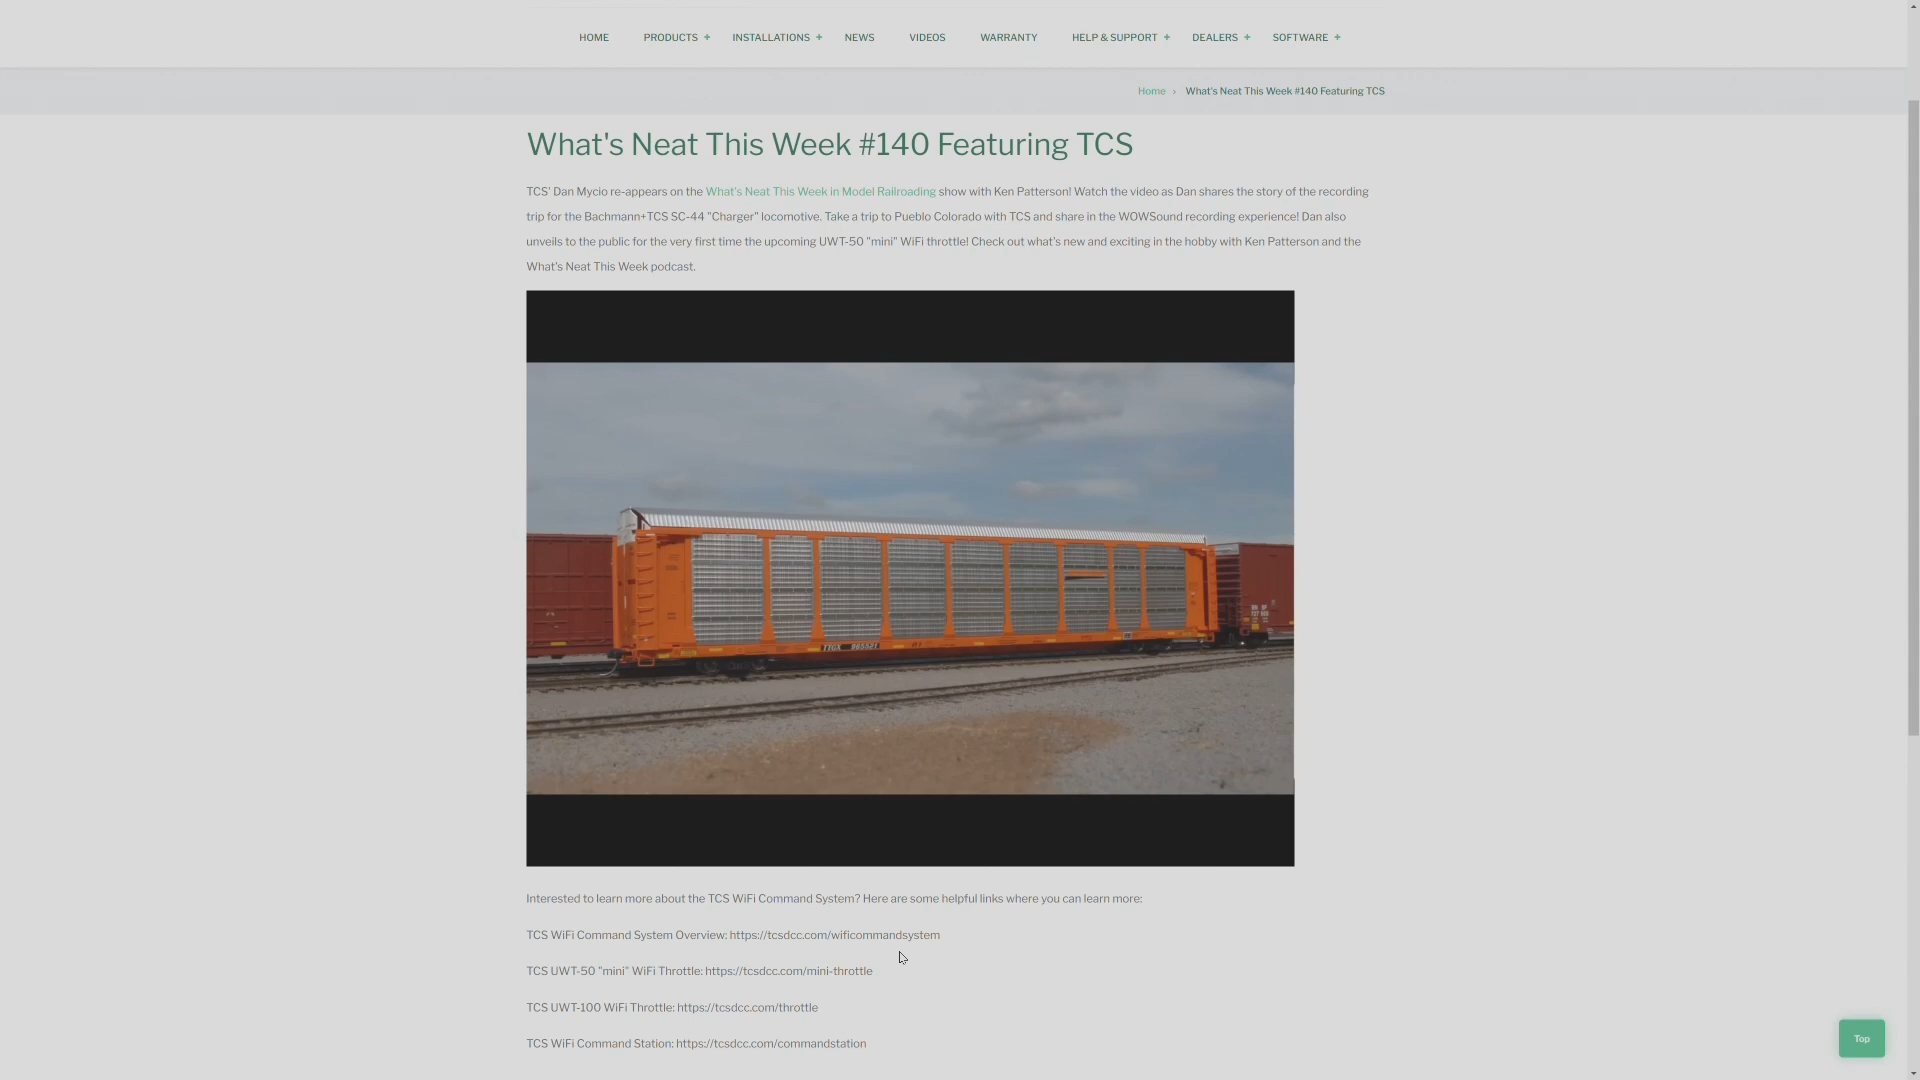 HOME PRODUCTS + INSTALLATIONS + NEWS VIDEOS WARRANTY HELP & SUPPORT + DEALERS + SOFTWARE +
Home › What's Neat This Week #140 Featuring TCS
What's Neat This Week #140 Featuring TCS
TCS' Dan Mycio re-appears on the What's Neat This Week in Model Railroading show with Ken Patterson! Watch the video as Dan shares the story of the recording
trip for the Bachmann+TCS SC-44 "Charger" locomotive. Take a trip to Pueblo Colorado with TCS and share in the WOWSound recording experience! Dan also
unveils to the public for the very first time the upcoming UWT-50 "mini" WiFi throttle! Check out what's new and exciting in the hobby with Ken Patterson and the
What's Neat This Week podcast.
TTGX
Interested to learn more about the TCS WiFi Command System? Here are some helpful links where you can learn more:
TCS WiFi Command System Overview: https://tcsdcc.com/wificommandsystem
TCS UWT-50 "mini" WiFi Throttle: https://tcsdcc.com/mini-throttle
TCS UWT-100 WiFi Throttle: https://tcsdcc.com/throttle
TCS WiFi Command Station: https://tcsdcc.com/commandstation
Top